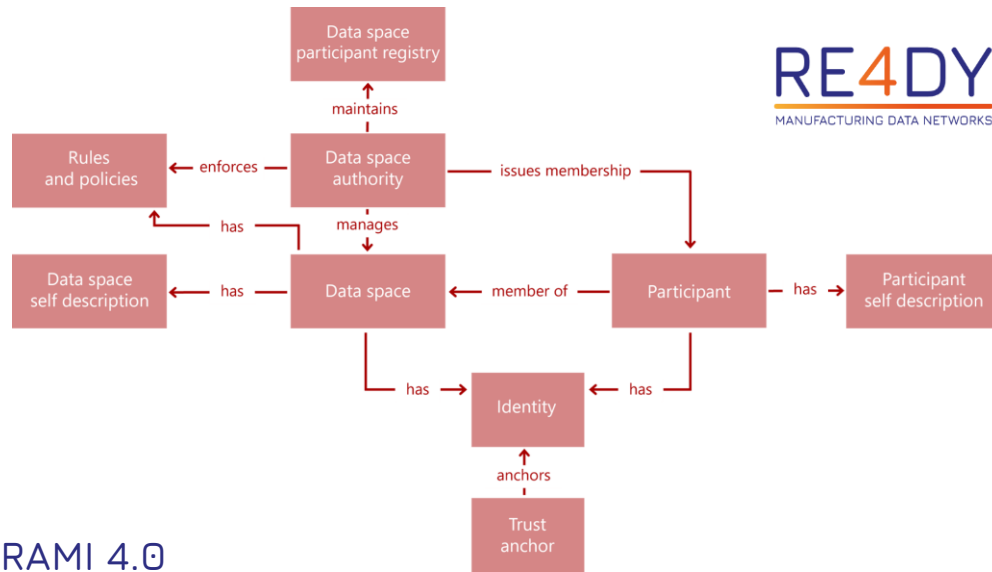 Data space
participant registry
RE4DY
MANUFACTURING DATA NETWORKS
maintains
Rules
and policies
enforces
Data space
authority
issues membership
has
manages
Data space
self description
has
Data space
member of
Participant
has
Participant
self description
has
Identity
has
anchors
Trust
anchor
RAMI 4.0